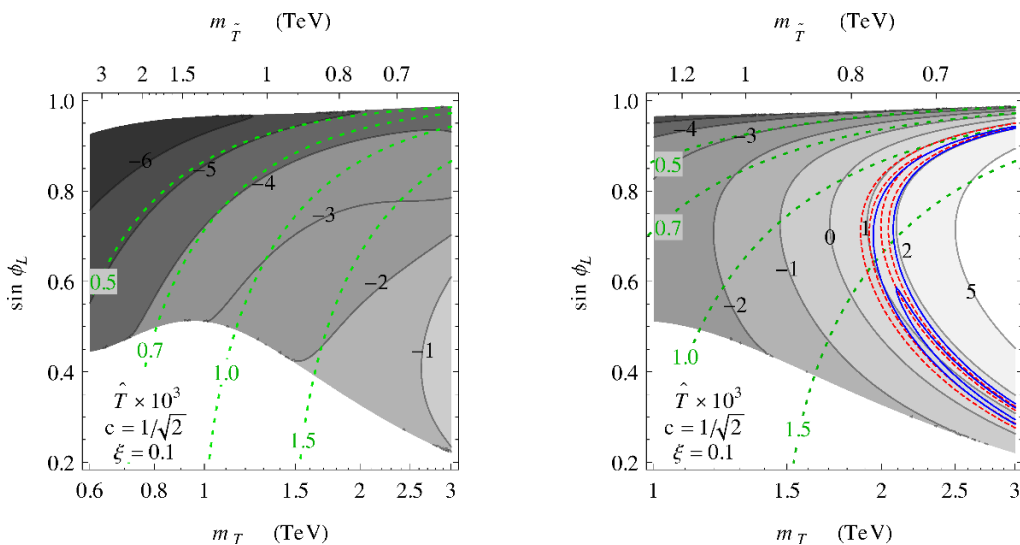 m_T̃ (TeV)
3 2 1.5 1 0.8 0.7
1.0
0.8
0.6
0.4
0.2
sin ϕ_L
−6
−5
−4
−3
−2
−1
0.5
0.7
1.0
1.5
T̂ × 10³
c = 1/√2
ξ = 0.1
0.6 0.8 1 1.5 2 2.5 3
m_T (TeV)
m_T̃ (TeV)
1.2 1 0.8 0.7
1.0
0.8
0.6
0.4
0.2
sin ϕ_L
−4
−3
−2
−1
0
1
2
5
0.5
0.7
1.0
1.5
T̂ × 10³
c = 1/√2
ξ = 0.1
1 1.5 2 2.5 3
m_T (TeV)